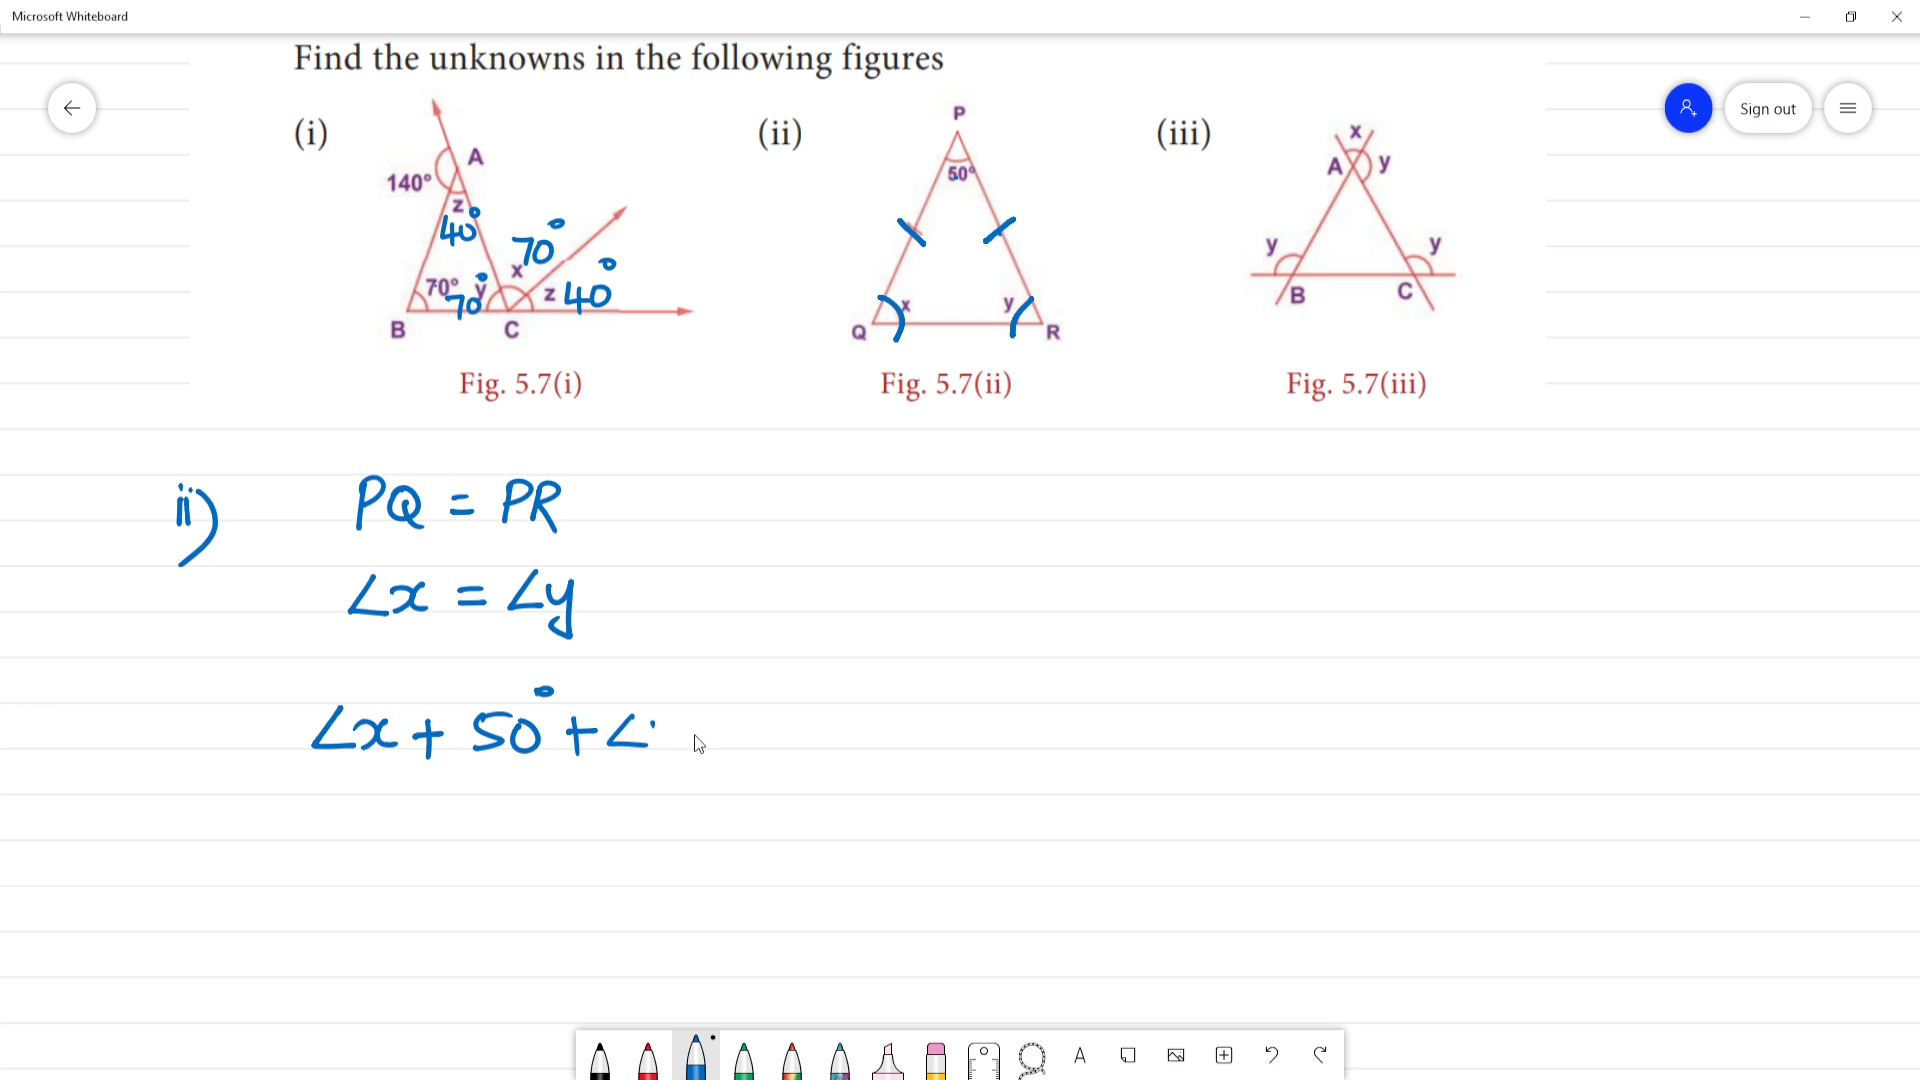 Microsoft Whiteboard
Find the unknowns in the following figures
Sign out
(i)
A
140°
z
40°
70°
x
70°
y
70°
z
40°
B
C
Fig. 5.7(i)
(ii)
P
50°
x
y
Q
R
Fig. 5.7(ii)
(iii)
x
A
y
y
y
B
C
Fig. 5.7(iii)
ii)
PQ = PR
∠x = ∠y
∠x + 50° + ∠
A